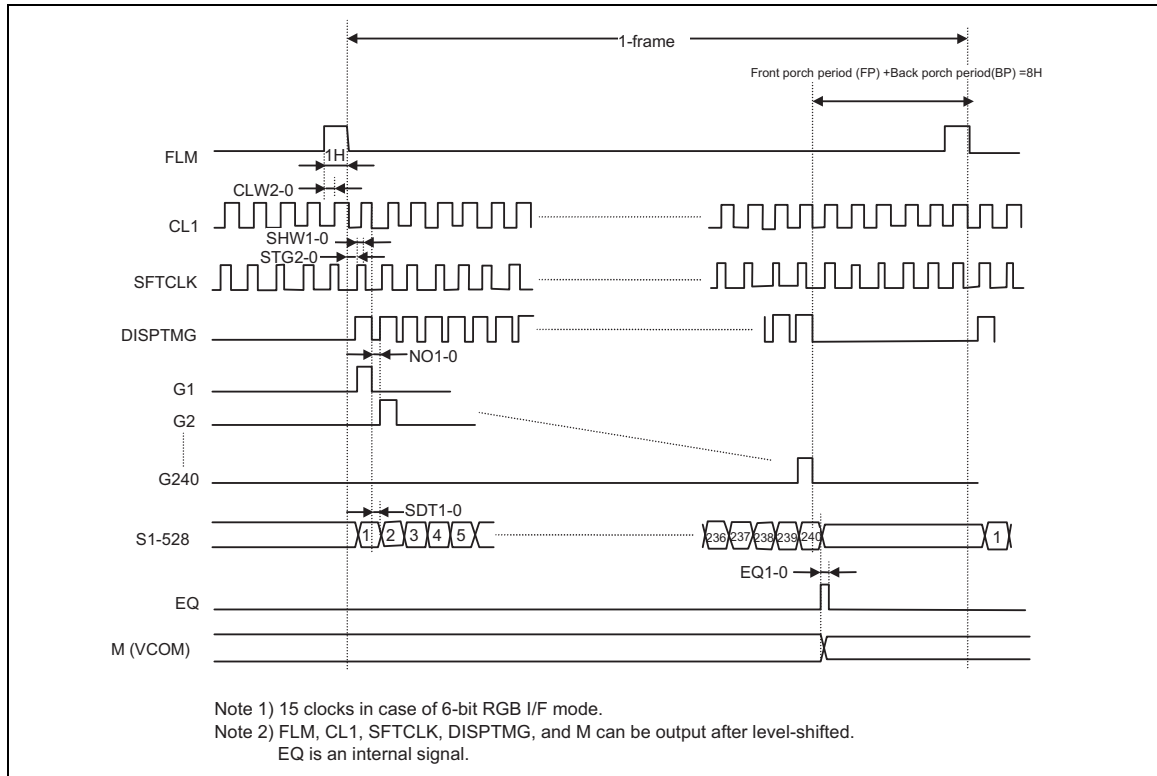 1-frame
Front porch period (FP) +Back porch period(BP) =8H
FLM
1H
CLW2-0
CL1
SHW1-0
STG2-0
SFTCLK
DISPTMG
NO1-0
G1
G2
G240
SDT1-0
S1-528
1 2 3 4 5
236 237 238 239 240
1
EQ1-0
EQ
M (VCOM)
Note 1) 15 clocks in case of 6-bit RGB I/F mode.
Note 2) FLM, CL1, SFTCLK, DISPTMG, and M can be output after level-shifted.
EQ is an internal signal.